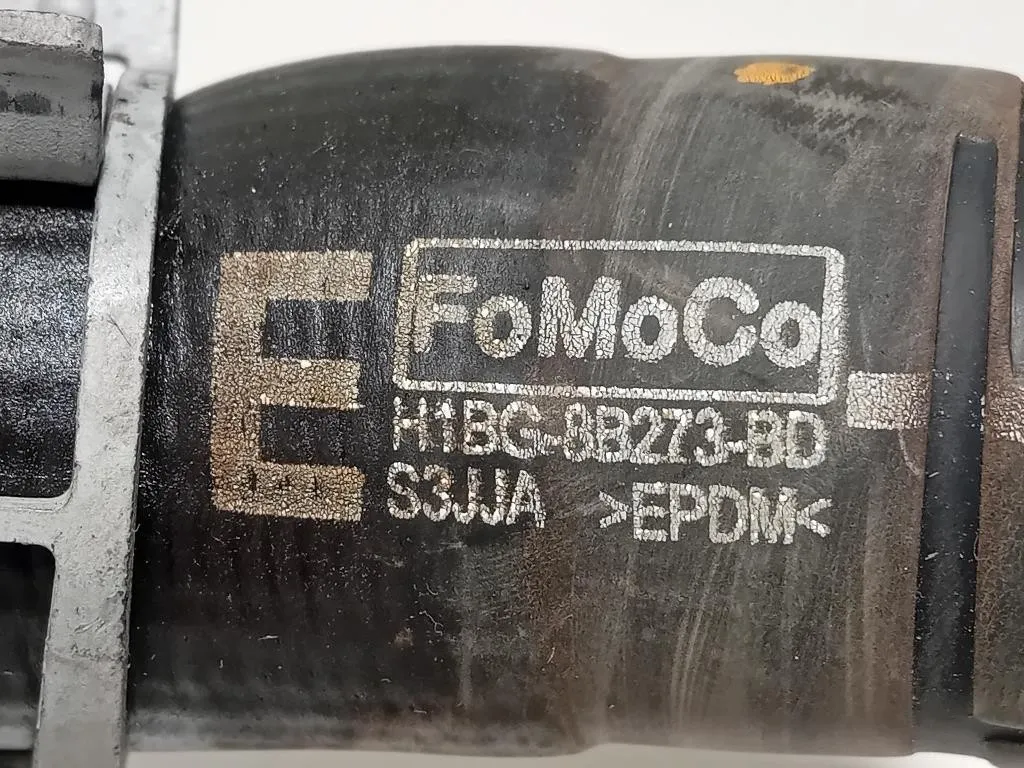 E
FoMoCo
H1BG-8B273-BD
S3JJA >EPDM<